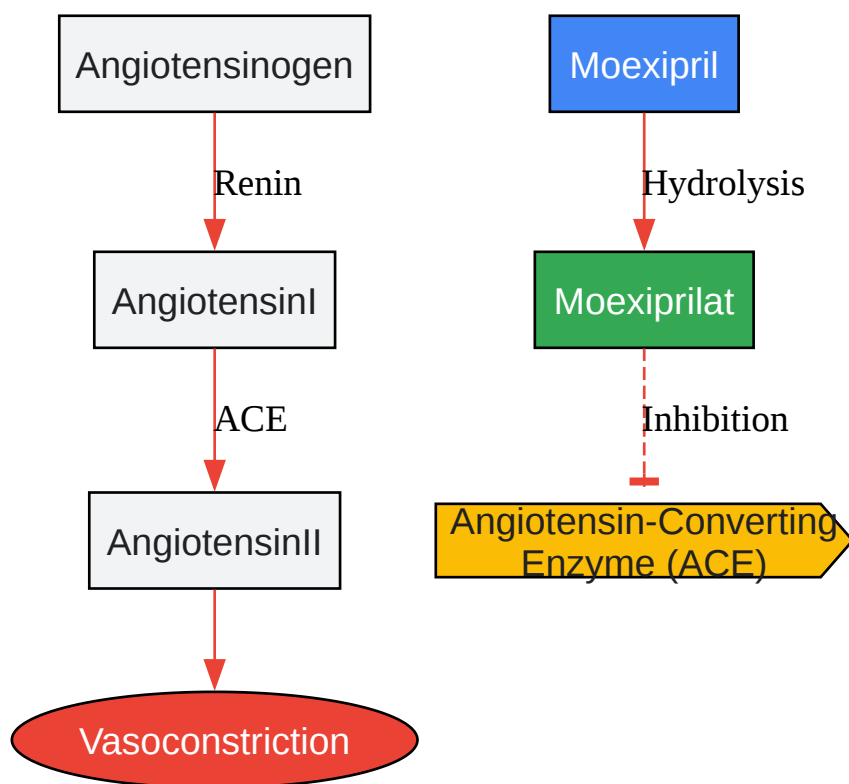 Angiotensinogen
Moexipril
Renin
Hydrolysis
AngiotensinI
Moexiprilat
ACE
Inhibition
AngiotensinII
Angiotensin-Converting
Enzyme (ACE)
Vasoconstriction